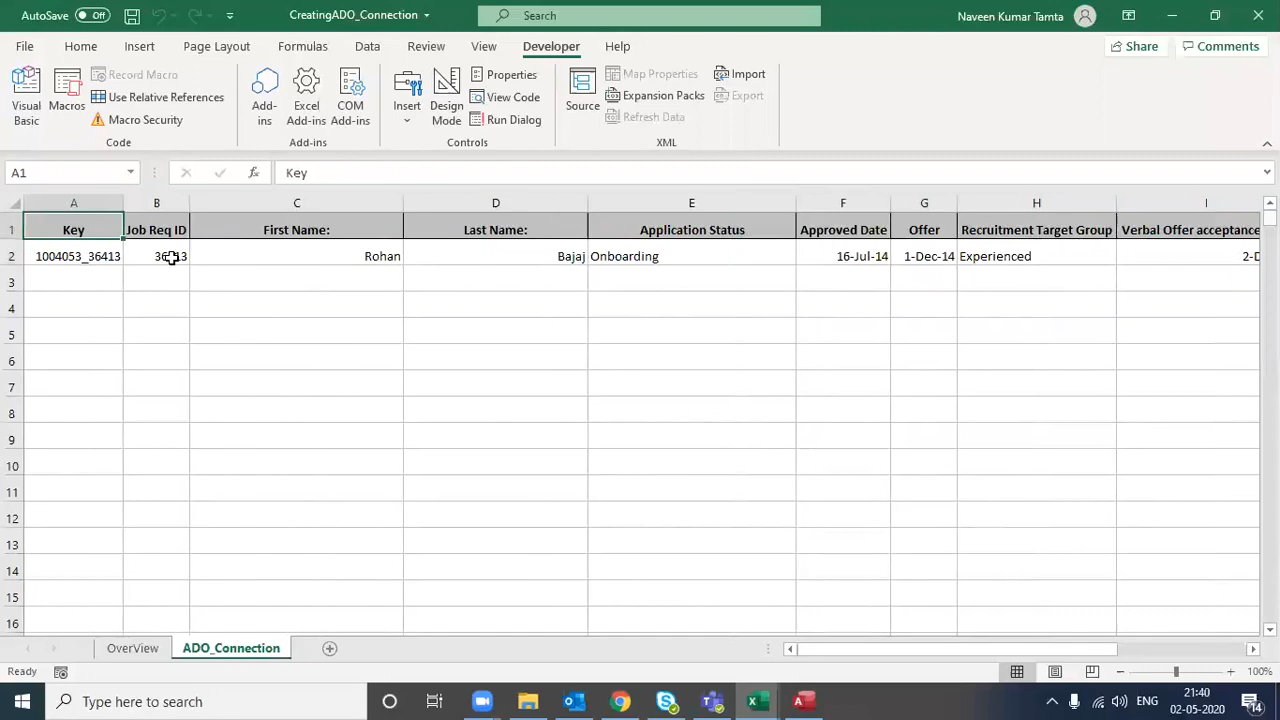 AutoSave Off CreatingADO_Connection Search Naveen Kumar Tamta
File Home Insert Page Layout Formulas Data Review View Developer Help Share Comments
Visual Basic
Macros
Record Macro
Use Relative References
Macro Security
Code
Add-ins
Excel Add-ins
COM Add-ins
Add-ins
Insert
Design Mode
Properties
View Code
Run Dialog
Controls
Source
Map Properties
Expansion Packs
Refresh Data
Import
Export
XML
A1 fx Key
A B C D E F G H I
1 Key Job Req ID First Name: Last Name: Application Status Approved Date Offer Recruitment Target Group Verbal Offer acceptance
2 1004053_36413 Rohan Bajaj Onboarding 16-Jul-14 1-Dec-14 Experienced 2-D
3
4
5
6
7
8
9
10
11
12
13
14
15
16
OverView ADO_Connection
Ready 100%
Type here to search ENG 21:40
02-05-2020 14